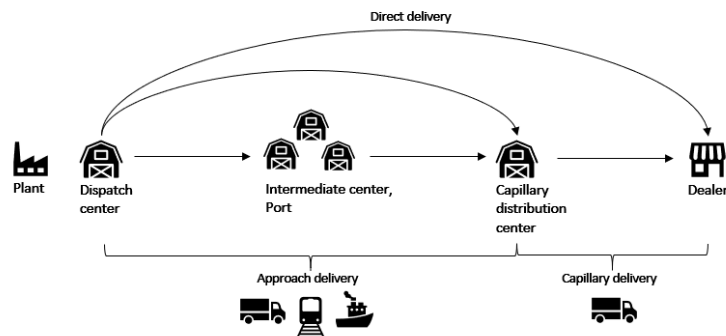 Direct delivery
Plant
Dispatch
center
Intermediate center,
Port
Capillary
distribution
center
Dealer
Approach delivery
Capillary delivery